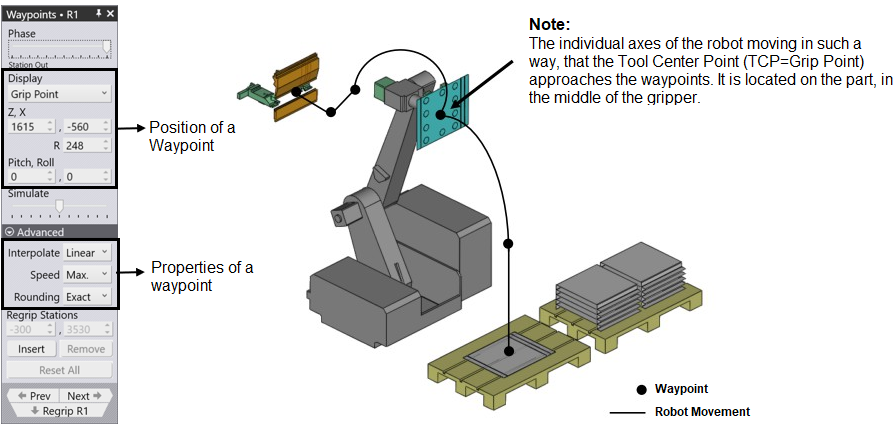 Waypoints • R1
Phase
Station Out
Display
Grip Point
Z, X
1615 , -560
R 248
Pitch, Roll
0 , 0
Simulate
Advanced
Interpolate Linear
Speed Max.
Rounding Exact
Regrip Stations
-300 , 3530
Insert Remove
Reset All
Prev Next
Regrip R1
Position of a
Waypoint
Properties of a
waypoint
Note:
The individual axes of the robot moving in such a
way, that the Tool Center Point (TCP=Grip Point)
approaches the waypoints. It is located on the part, in
the middle of the gripper.
Waypoint
Robot Movement